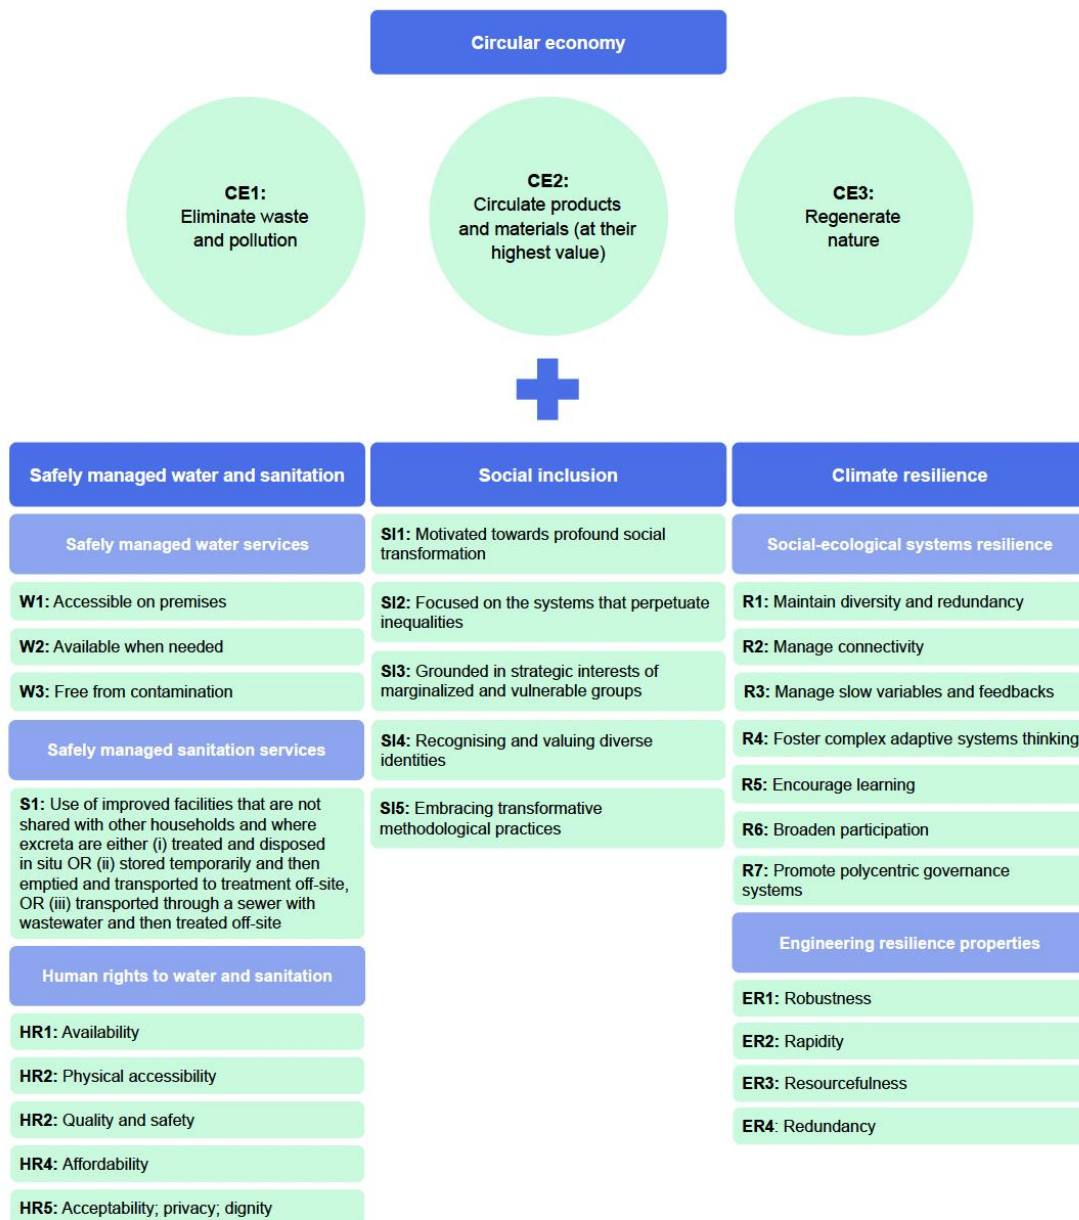 Circular economy
CE1:
Eliminate waste
and pollution
CE2:
Circulate products
and materials (at their
highest value)
CE3:
Regenerate
nature
Safely managed water and sanitation
Safely managed water services
W1: Accessible on premises
W2: Available when needed
W3: Free from contamination
Safely managed sanitation services
S1: Use of improved facilities that are not
shared with other households and where
excreta are either (i) treated and disposed
in situ OR (ii) stored temporarily and then
emptied and transported to treatment off-site,
OR (iii) transported through a sewer with
wastewater and then treated off-site
Human rights to water and sanitation
HR1: Availability
HR2: Physical accessibility
HR2: Quality and safety
HR4: Affordability
HR5: Acceptability; privacy; dignity
Social inclusion
SI1: Motivated towards profound social
transformation
SI2: Focused on the systems that perpetuate
inequalities
SI3: Grounded in strategic interests of
marginalized and vulnerable groups
SI4: Recognising and valuing diverse
identities
SI5: Embracing transformative
methodological practices
Climate resilience
Social-ecological systems resilience
R1: Maintain diversity and redundancy
R2: Manage connectivity
R3: Manage slow variables and feedbacks
R4: Foster complex adaptive systems thinking
R5: Encourage learning
R6: Broaden participation
R7: Promote polycentric governance
systems
Engineering resilience properties
ER1: Robustness
ER2: Rapidity
ER3: Resourcefulness
ER4: Redundancy